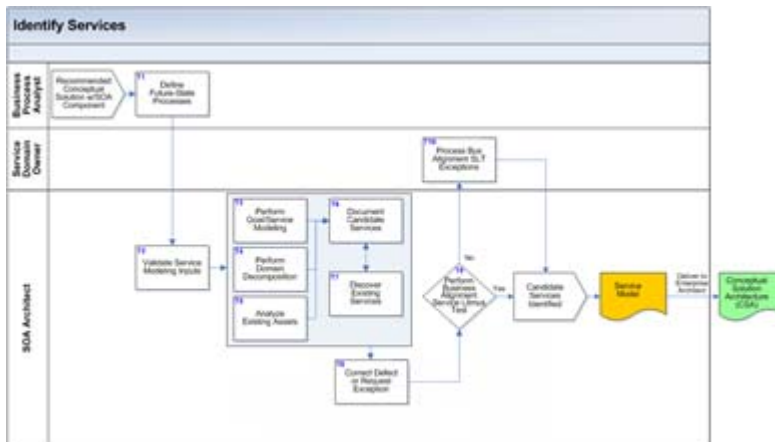 Identify Services
Business
Process
Analyst
Recommended
Conceptual
Solution w/SOA
Component
T1
Define
Future-State
Processes
Service
Domain
Owner
T10
Process Bus
Alignment SLT
Exceptions
SOA Architect
T2
Validate Service
Modeling Inputs
T3
Perform
Goal/Service
Modeling
T4
Perform
Domain
Decomposition
Analyze
Existing Assets
Document
Candidate
Services
T7
Discover
Existing
Services
Correct Defect
or Request
Exception
No
Perform
Business
Alignment
Service Litmus
Test
Yes
Candidate
Services
Identified
Service
Model
Deliver to
Enterprise
Architect
Conceptual
Solution
Architecture
(CSA)